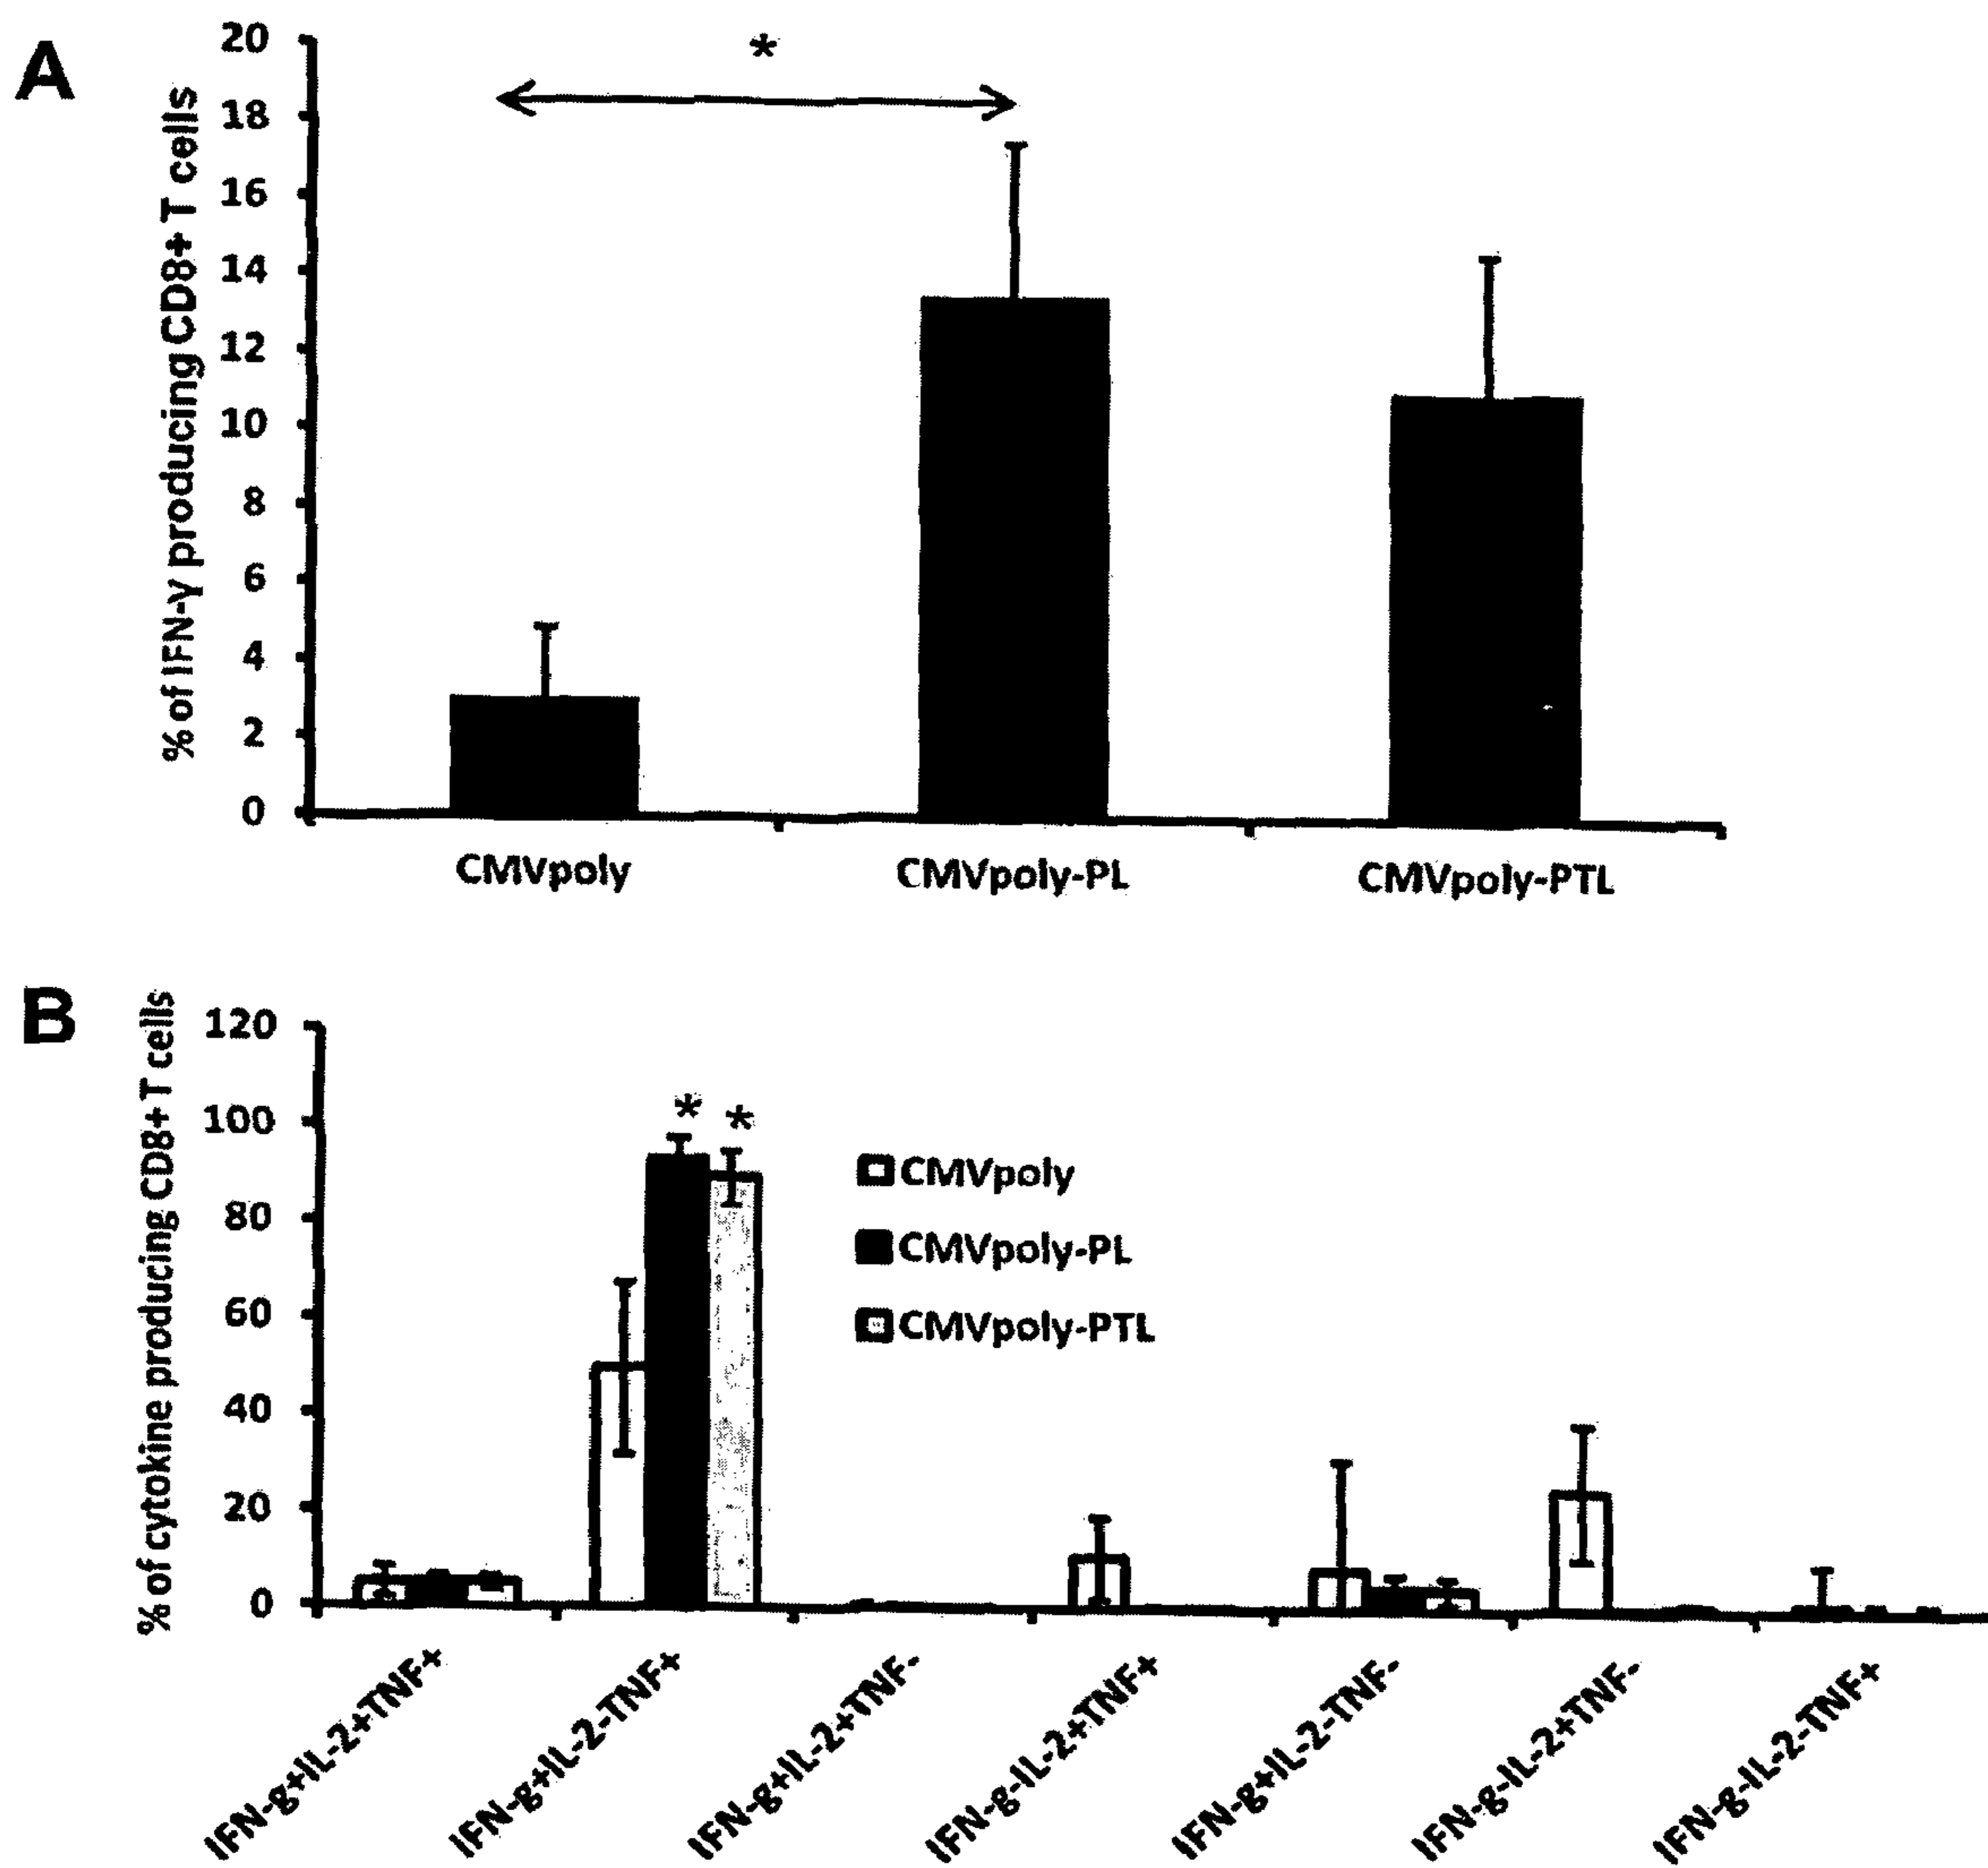 A
% of IFN-γ producing CD8+ T cells
20
18
16
14
12
10
8
6
4
2
0
*
CMVpoly
CMVpoly-PL
CMVpoly-PTL
B
% of cytokine producing CD8+ T cells
120
100
80
60
40
20
0
* *
CMVpoly
CMVpoly-PL
CMVpoly-PTL
IFN-g+IL-2+TNF+
IFN-g+IL-2-TNF+
IFN-g+IL-2+TNF-
IFN-g-IL-2+TNF+
IFN-g+IL-2-TNF-
IFN-g-IL-2+TNF-
IFN-g-IL-2-TNF+